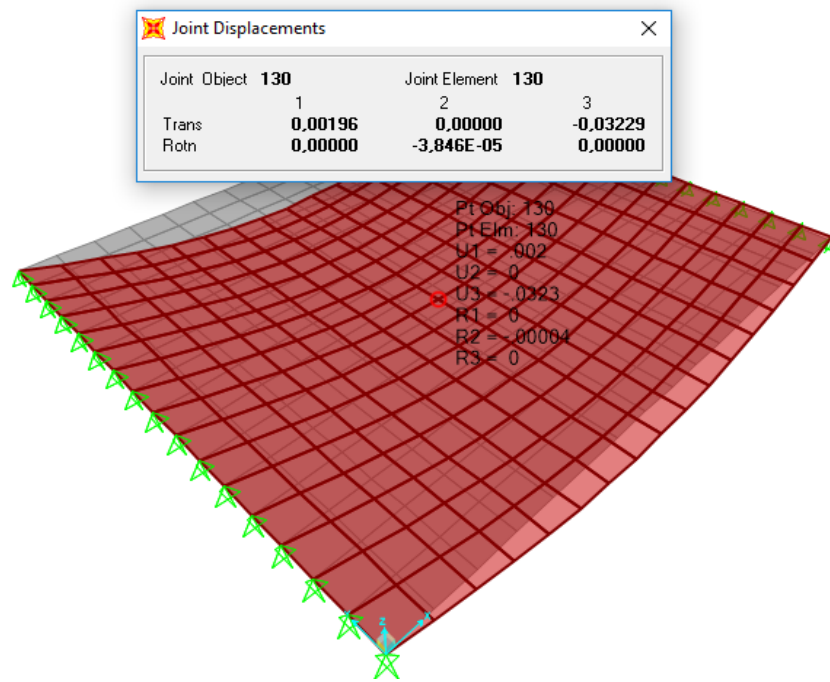 Joint Displacements
Joint Object 130 Joint Element 130
1 2 3
Trans 0,00196 0,00000 -0,03229
Rotn 0,00000 -3,846E-05 0,00000
Pt Obj: 130
Pt Elm: 130
U1 = .002
U2 = 0
U3 = -.0323
R1 = 0
R2 = -.00004
R3 = 0
z